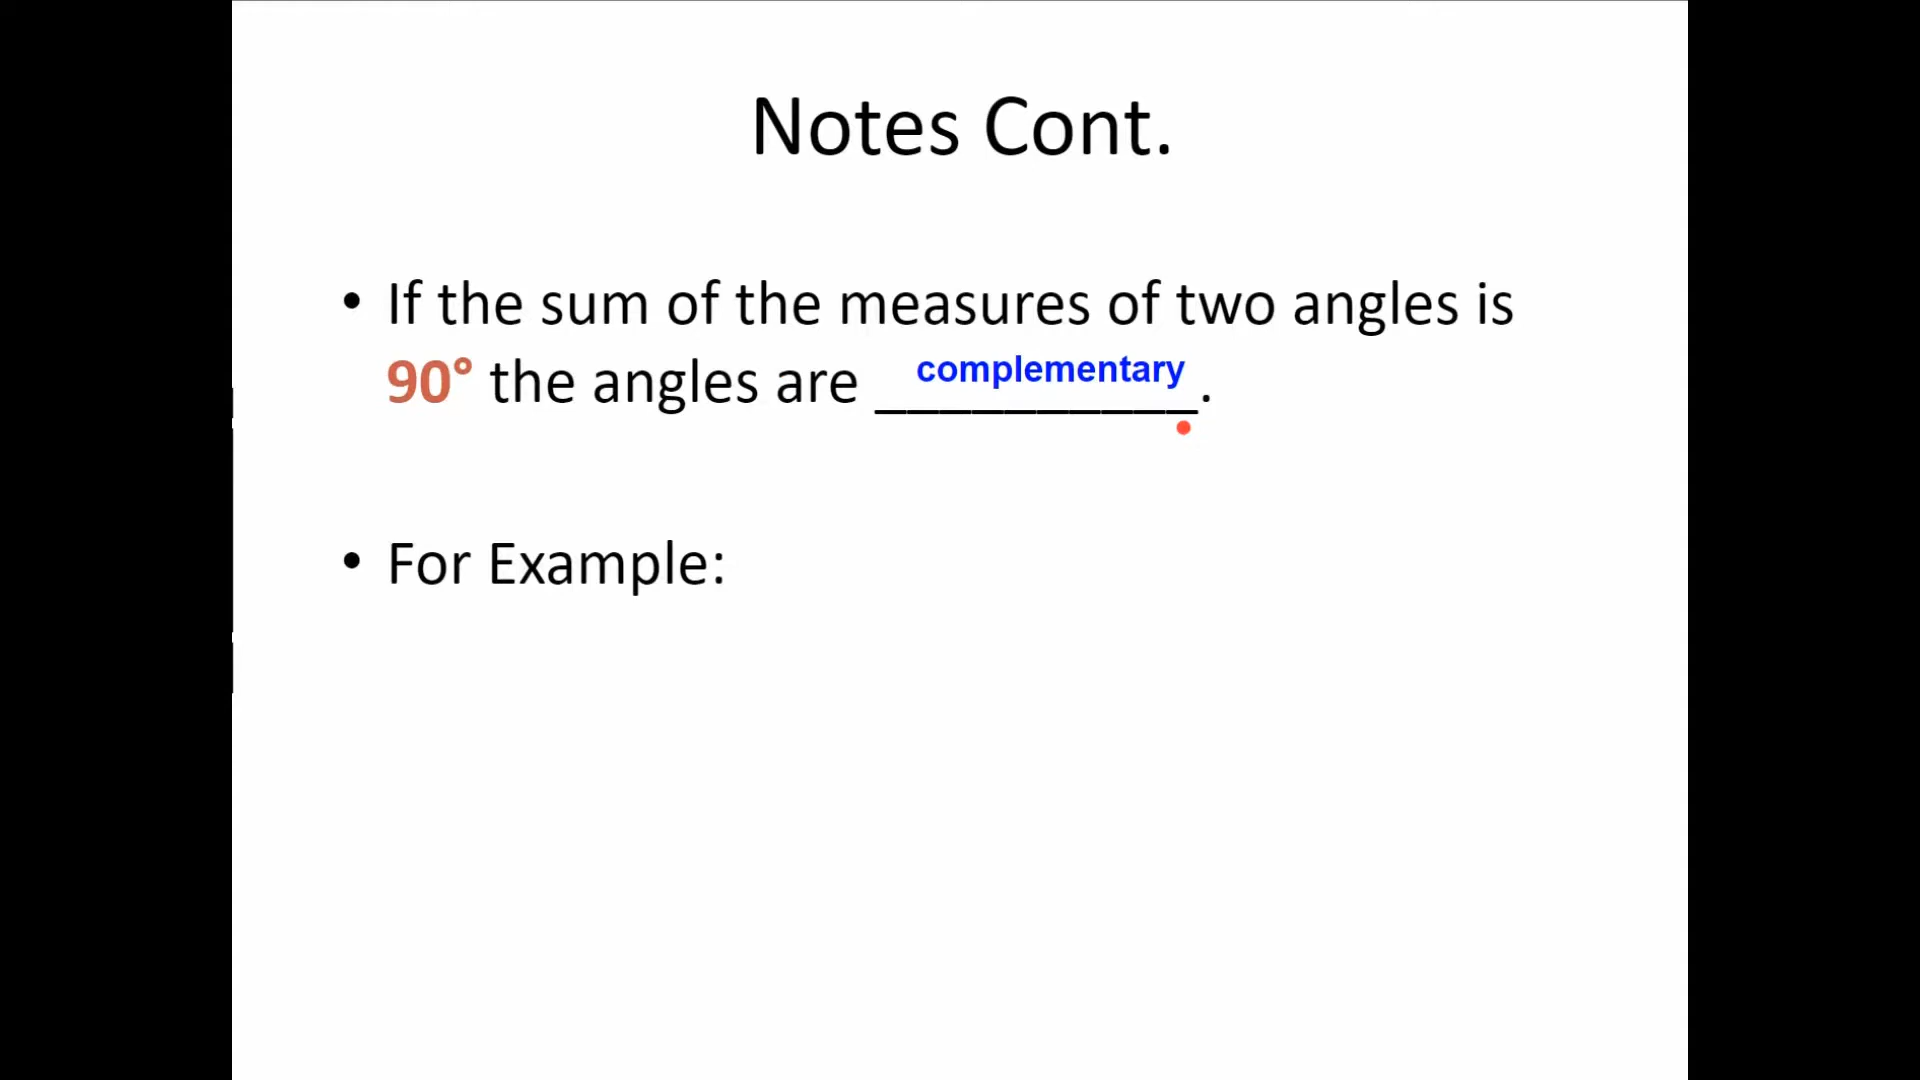 Notes Cont.
• If the sum of the measures of two angles is
90° the angles are __________.
complementary
• For Example: